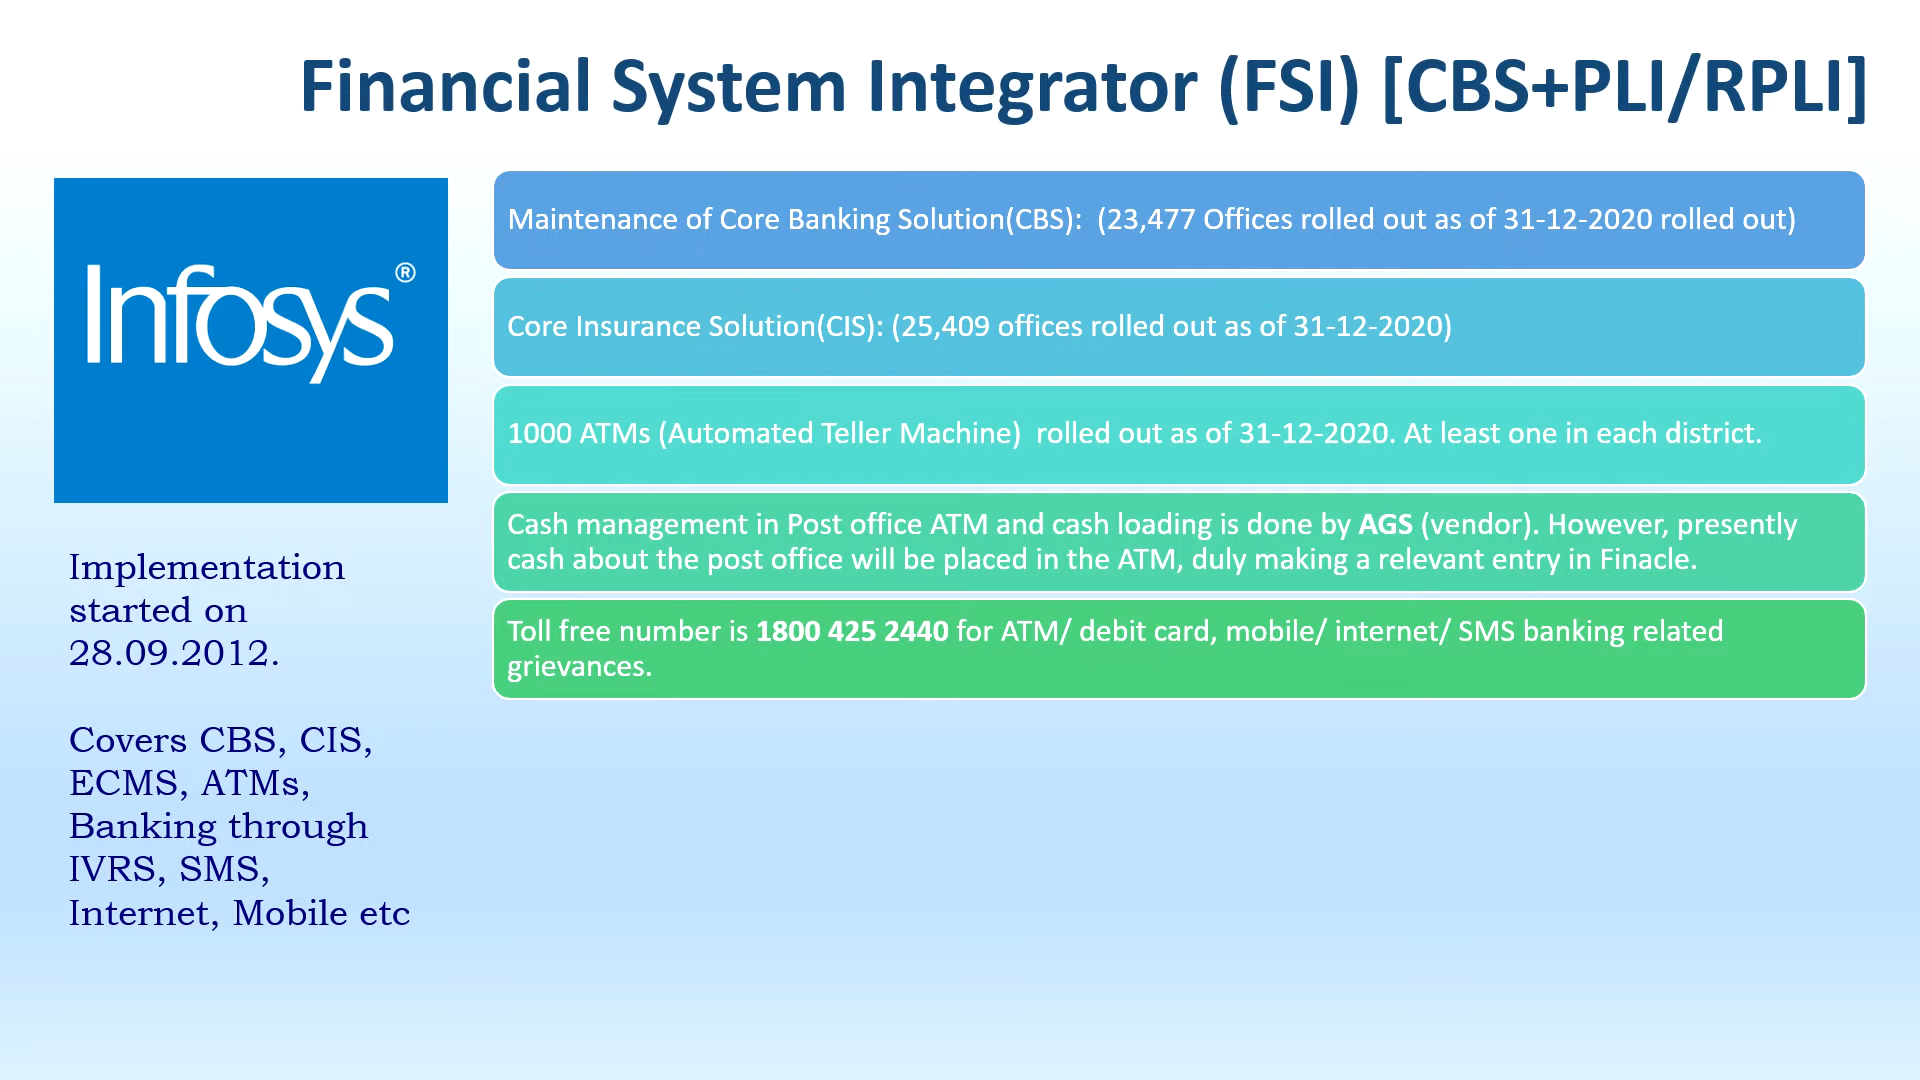 Financial System Integrator (FSI) [CBS+PLI/RPLI]
Infosys®
Implementation
started on
28.09.2012.
Covers CBS, CIS,
ECMS, ATMs,
Banking through
IVRS, SMS,
Internet, Mobile etc
Maintenance of Core Banking Solution(CBS):  (23,477 Offices rolled out as of 31-12-2020 rolled out)
Core Insurance Solution(CIS): (25,409 offices rolled out as of 31-12-2020)
1000 ATMs (Automated Teller Machine)  rolled out as of 31-12-2020. At least one in each district.
Cash management in Post office ATM and cash loading is done by AGS (vendor). However, presently
cash about the post office will be placed in the ATM, duly making a relevant entry in Finacle.
Toll free number is 1800 425 2440 for ATM/ debit card, mobile/ internet/ SMS banking related
grievances.